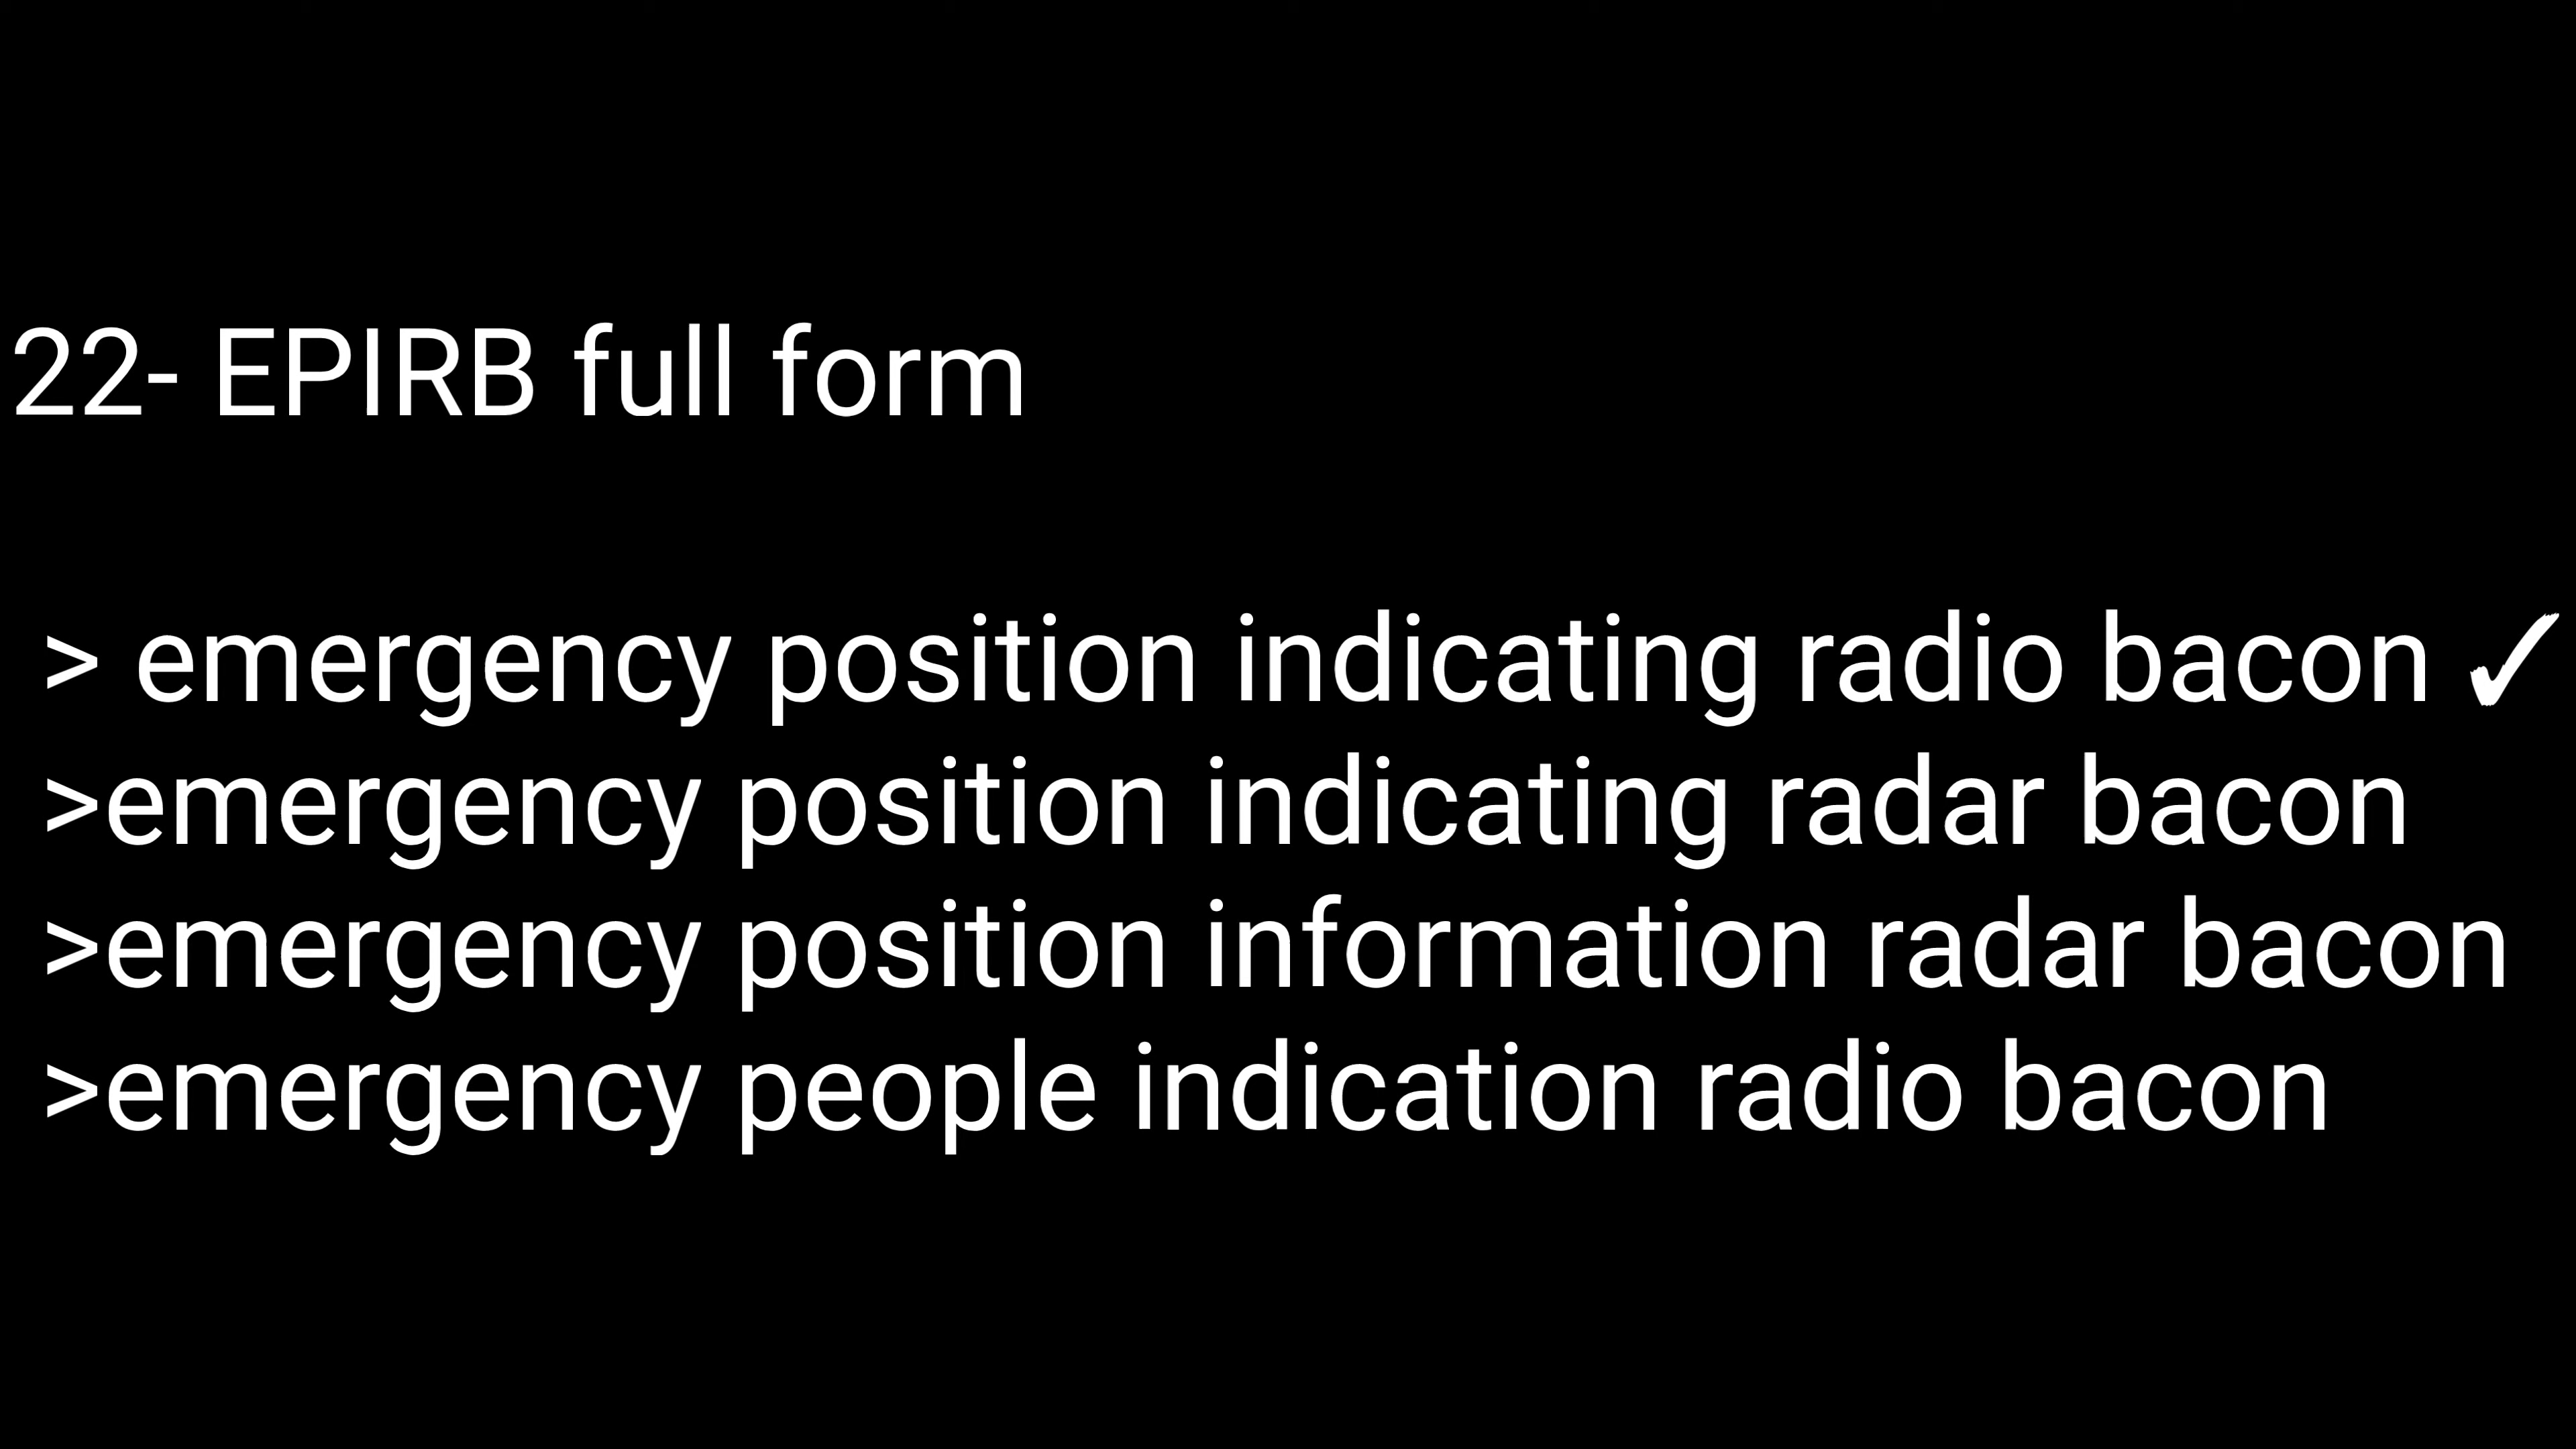 22- EPIRB full form
> emergency position indicating radio bacon ✓
>emergency position indicating radar bacon
>emergency position information radar bacon
>emergency people indication radio bacon